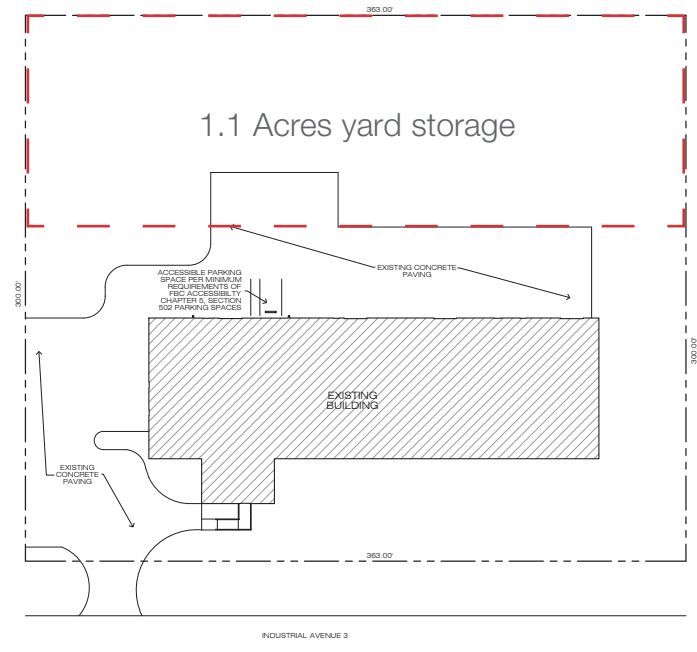 363.00'
1.1 Acres yard storage
EXISTING CONCRETE
PAVING
ACCESSIBLE PARKING
SPACE PER MINIMUM
REQUIREMENTS OF
FBC ACCESSIBILTY
CHAPTER 5, SECTION
502 PARKING SPACES
300.00'
300.00'
EXISTING
BUILDING
EXISTING
CONCRETE
PAVING
363.00'
INDUSTRIAL AVENUE 3